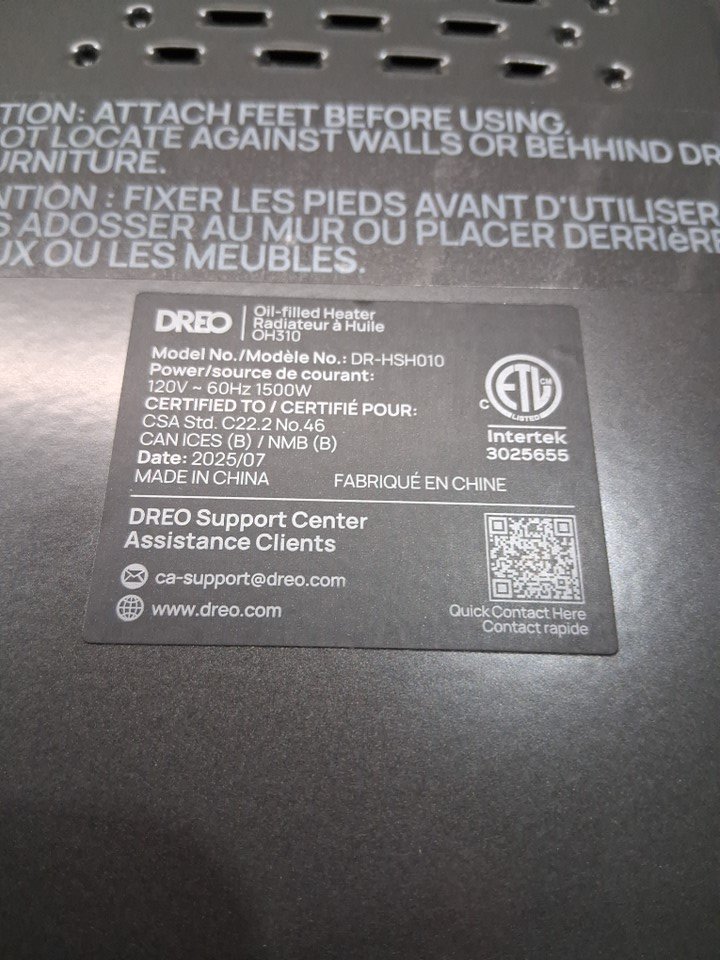 TION: ATTACH FEET BEFORE USING.
OT LOCATE AGAINST WALLS OR BEHHIND DR
URNITURE.
NTION : FIXER LES PIEDS AVANT D'UTILISER
S ADOSSER AU MUR OU PLACER DERRIèRE
UX OU LES MEUBLES.
DREO
Oil-filled Heater
Radiateur à Huile
OH310
Model No./Modèle No.: DR-HSH010
Power/source de courant:
120V ~ 60Hz 1500W
CERTIFIED TO / CERTIFIÉ POUR:
CSA Std. C22.2 No.46
CAN ICES (B) / NMB (B)
Date: 2025/07
MADE IN CHINA FABRIQUÉ EN CHINE
C ETL CM
LISTED
Intertek
3025655
DREO Support Center
Assistance Clients
ca-support@dreo.com
www.dreo.com
Quick Contact Here
Contact rapide